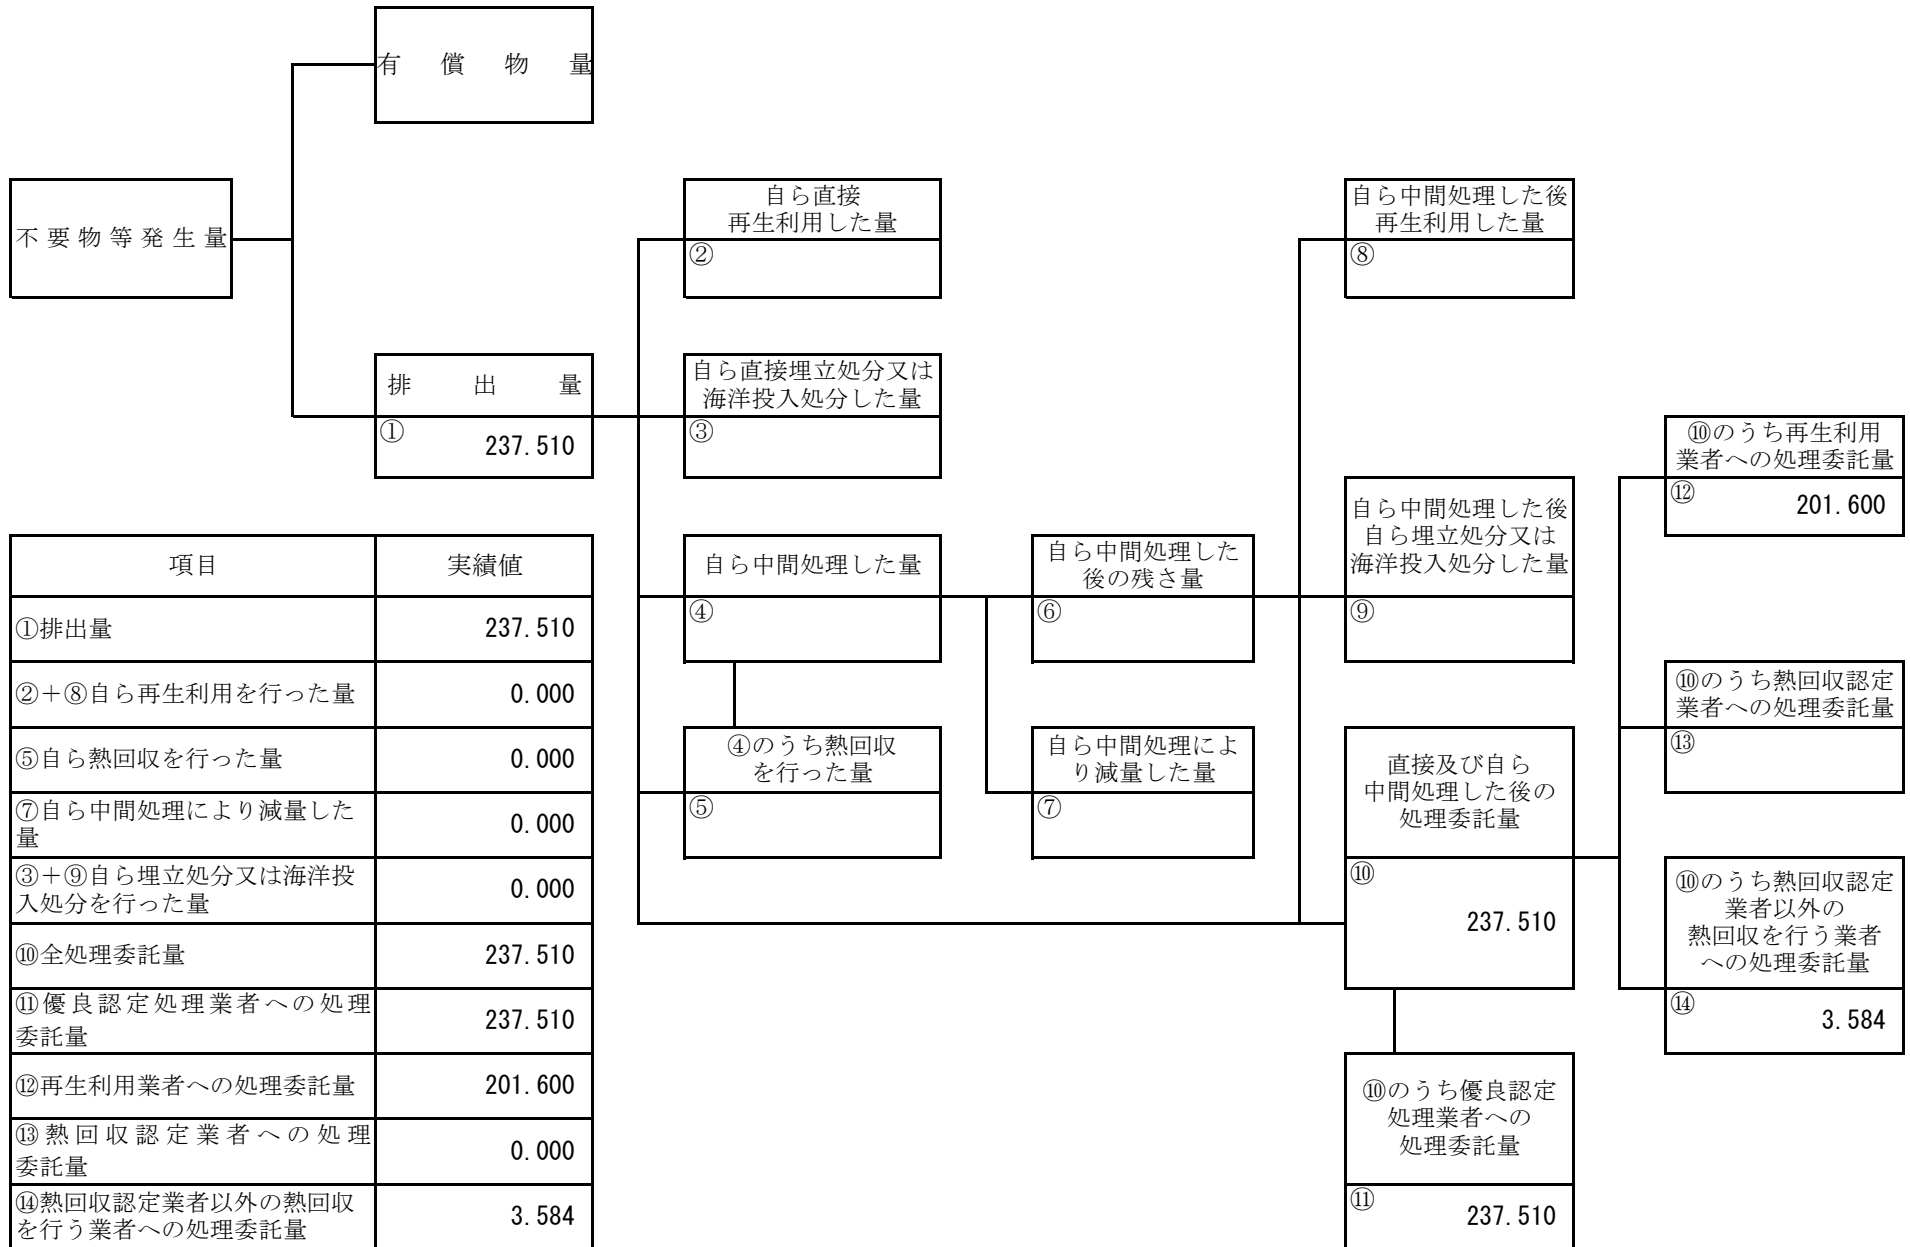 有償物量
不要物等発生量
自ら直接
再生利用した量
②
自ら中間処理した後
再生利用した量
⑧
排出量
①
237.510
自ら直接埋立処分又は
海洋投入処分した量
③
⑩のうち再生利用
業者への処理委託量
⑫
201.600
自ら中間処理した量
④
自ら中間処理した
後の残さ量
⑥
自ら中間処理した後
自ら埋立処分又は
海洋投入処分した量
⑨
⑩のうち熱回収認定
業者への処理委託量
⑬
④のうち熱回収
を行った量
⑤
自ら中間処理によ
り減量した量
⑦
直接及び自ら
中間処理した後の
処理委託量
⑩
237.510
⑩のうち熱回収認定
業者以外の
熱回収を行う業者
への処理委託量
⑭
3.584
⑩のうち優良認定
処理業者への
処理委託量
⑪
237.510
項目 実績値
①排出量 237.510
②＋⑧自ら再生利用を行った量 0.000
⑤自ら熱回収を行った量 0.000
⑦自ら中間処理により減量した
量 0.000
③＋⑨自ら埋立処分又は海洋投
入処分を行った量 0.000
⑩全処理委託量 237.510
⑪優良認定処理業者への処理
委託量 237.510
⑫再生利用業者への処理委託量 201.600
⑬熱回収認定業者への処理
委託量 0.000
⑭熱回収認定業者以外の熱回収
を行う業者への処理委託量 3.584